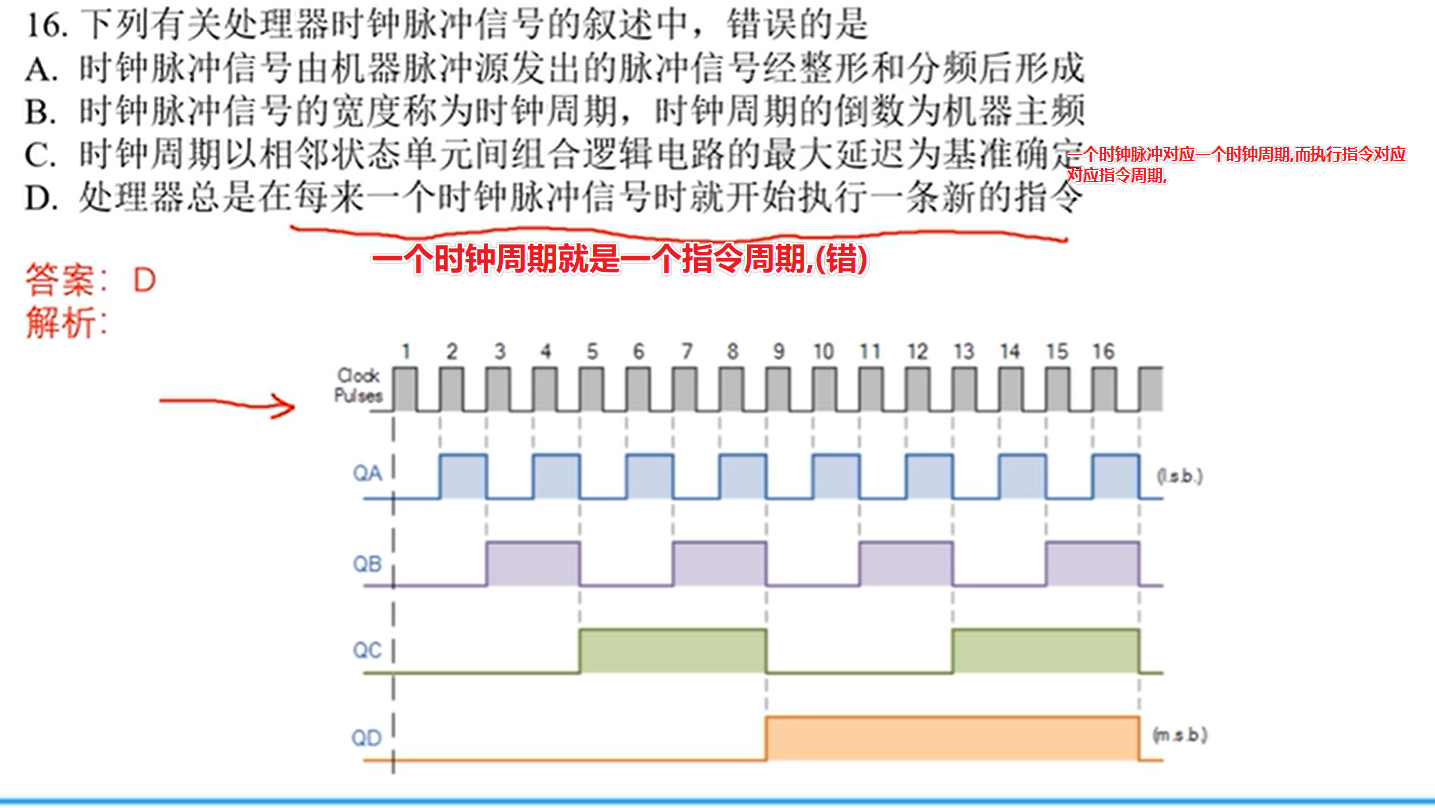 16. 下列有关处理器时钟脉冲信号的叙述中，错误的是
A. 时钟脉冲信号由机器脉冲源发出的脉冲信号经整形和分频后形成
B. 时钟脉冲信号的宽度称为时钟周期，时钟周期的倒数为机器主频
C. 时钟周期以相邻状态单元间组合逻辑电路的最大延迟为基准确定
一个时钟脉冲对应一个时钟周期,而执行指令对应
对应指令周期,
D. 处理器总是在每来一个时钟脉冲信号时就开始执行一条新的指令
一个时钟周期就是一个指令周期,(错)
答案：D
解析：
1 2 3 4 5 6 7 8 9 10 11 12 13 14 15 16
Clock
Pulses
QA (l.s.b.)
QB
QC
QD (m.s.b.)